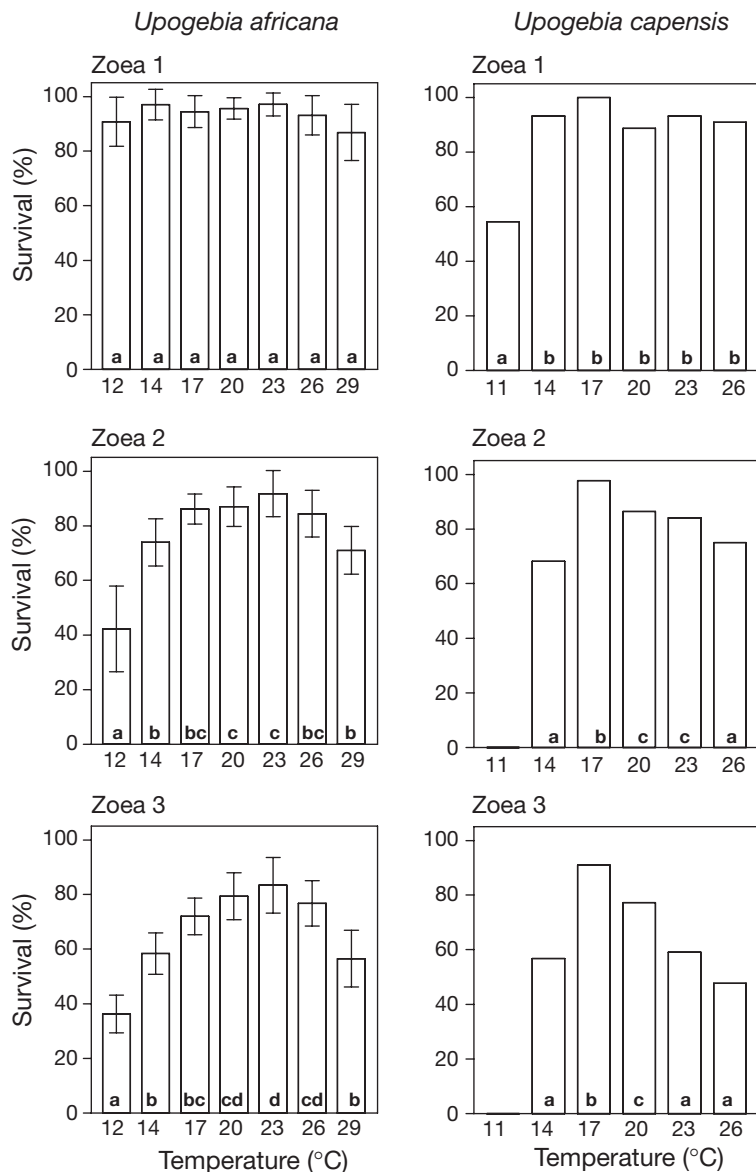 Upogebia africana
Upogebia capensis
Zoea 1
Survival (%)
100
80
60
40
20
0
a a a a a a a
12 14 17 20 23 26 29
Zoea 1
100
80
60
40
20
0
a b b b b b
11 14 17 20 23 26
Zoea 2
Survival (%)
100
80
60
40
20
0
a b bc c c bc b
12 14 17 20 23 26 29
Zoea 2
100
80
60
40
20
0
a b c c a
11 14 17 20 23 26
Zoea 3
Survival (%)
100
80
60
40
20
0
a b bc cd d cd b
12 14 17 20 23 26 29
Temperature (°C)
Zoea 3
100
80
60
40
20
0
a b c a a
11 14 17 20 23 26
Temperature (°C)